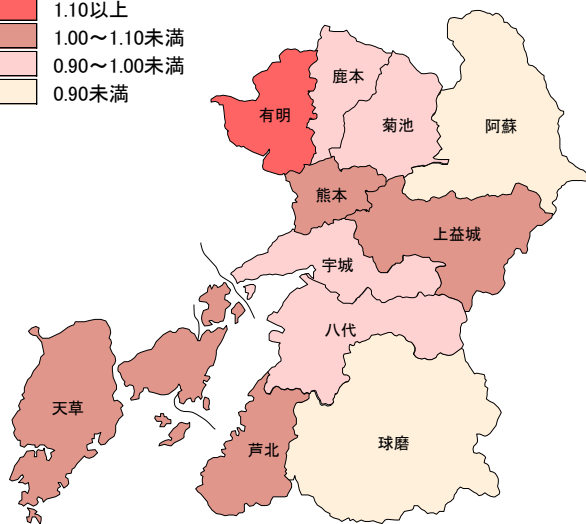 1.10以上
1.00～1.10未満
0.90～1.00未満
0.90未満
鹿本
有明
菊池
阿蘇
熊本
上益城
宇城
八代
天草
芦北
球磨